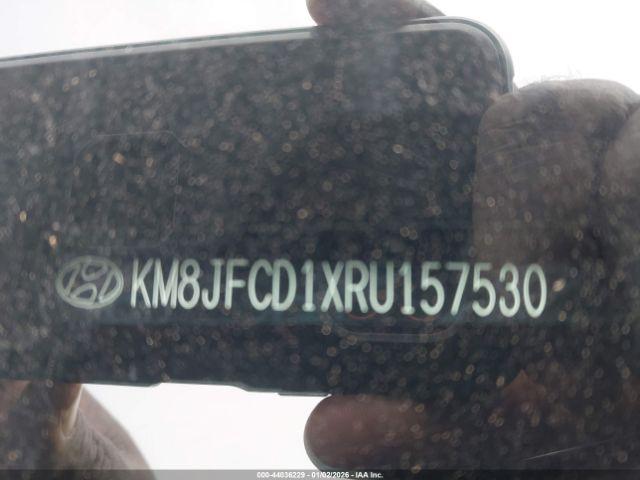 KM8JFCD1XRU157530
000-44036229 - 01/02/2026 - IAA Inc.